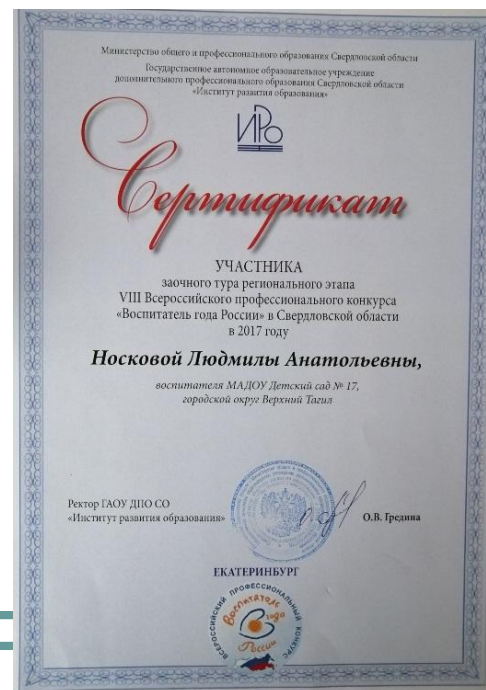 Министерство общего и профессионального образования Свердловской области
Государственное автономное образовательное учреждение
дополнительного профессионального образования Свердловской области
«Институт развития образования»
ИРО
Сертификат
УЧАСТНИКА
заочного тура регионального этапа
VIII Всероссийского профессионального конкурса
«Воспитатель года России» в Свердловской области
в 2017 году
Носковой Людмилы Анатольевны,
воспитателя МАДОУ Детский сад № 17,
городской округ Верхний Тагил
Ректор ГАОУ ДПО СО
«Институт развития образования»
О.В. Гредина
ЕКАТЕРИНБУРГ
ВСЕРОССИЙСКИЙ ПРОФЕССИОНАЛЬНЫЙ КОНКУРС
Воспитатель
года
России